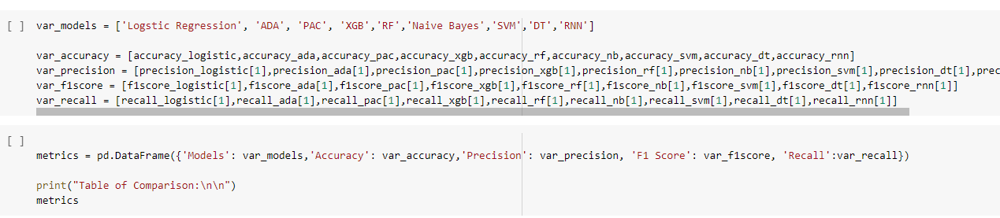 [ ] var_models = ['Logstic Regression', 'ADA', 'PAC', 'XGB','RF','Naive Bayes','SVM','DT','RNN']
var_accuracy = [accuracy_logistic,accuracy_ada,accuracy_pac,accuracy_xgb,accuracy_rf,accuracy_nb,accuracy_svm,accuracy_dt,accuracy_rnn]
var_precision = [precision_logistic[1],precision_ada[1],precision_pac[1],precision_xgb[1],precision_rf[1],precision_nb[1],precision_svm[1],precision_dt[1],prec
var_f1score = [f1score_logistic[1],f1score_ada[1],f1score_pac[1],f1score_xgb[1],f1score_rf[1],f1score_nb[1],f1score_svm[1],f1score_dt[1],f1score_rnn[1]]
var_recall = [recall_logistic[1],recall_ada[1],recall_pac[1],recall_xgb[1],recall_rf[1],recall_nb[1],recall_svm[1],recall_dt[1],recall_rnn[1]]
[ ]
metrics = pd.DataFrame({'Models': var_models,'Accuracy': var_accuracy,'Precision': var_precision, 'F1 Score': var_f1score, 'Recall':var_recall})
print("Table of Comparison:\n\n")
metrics